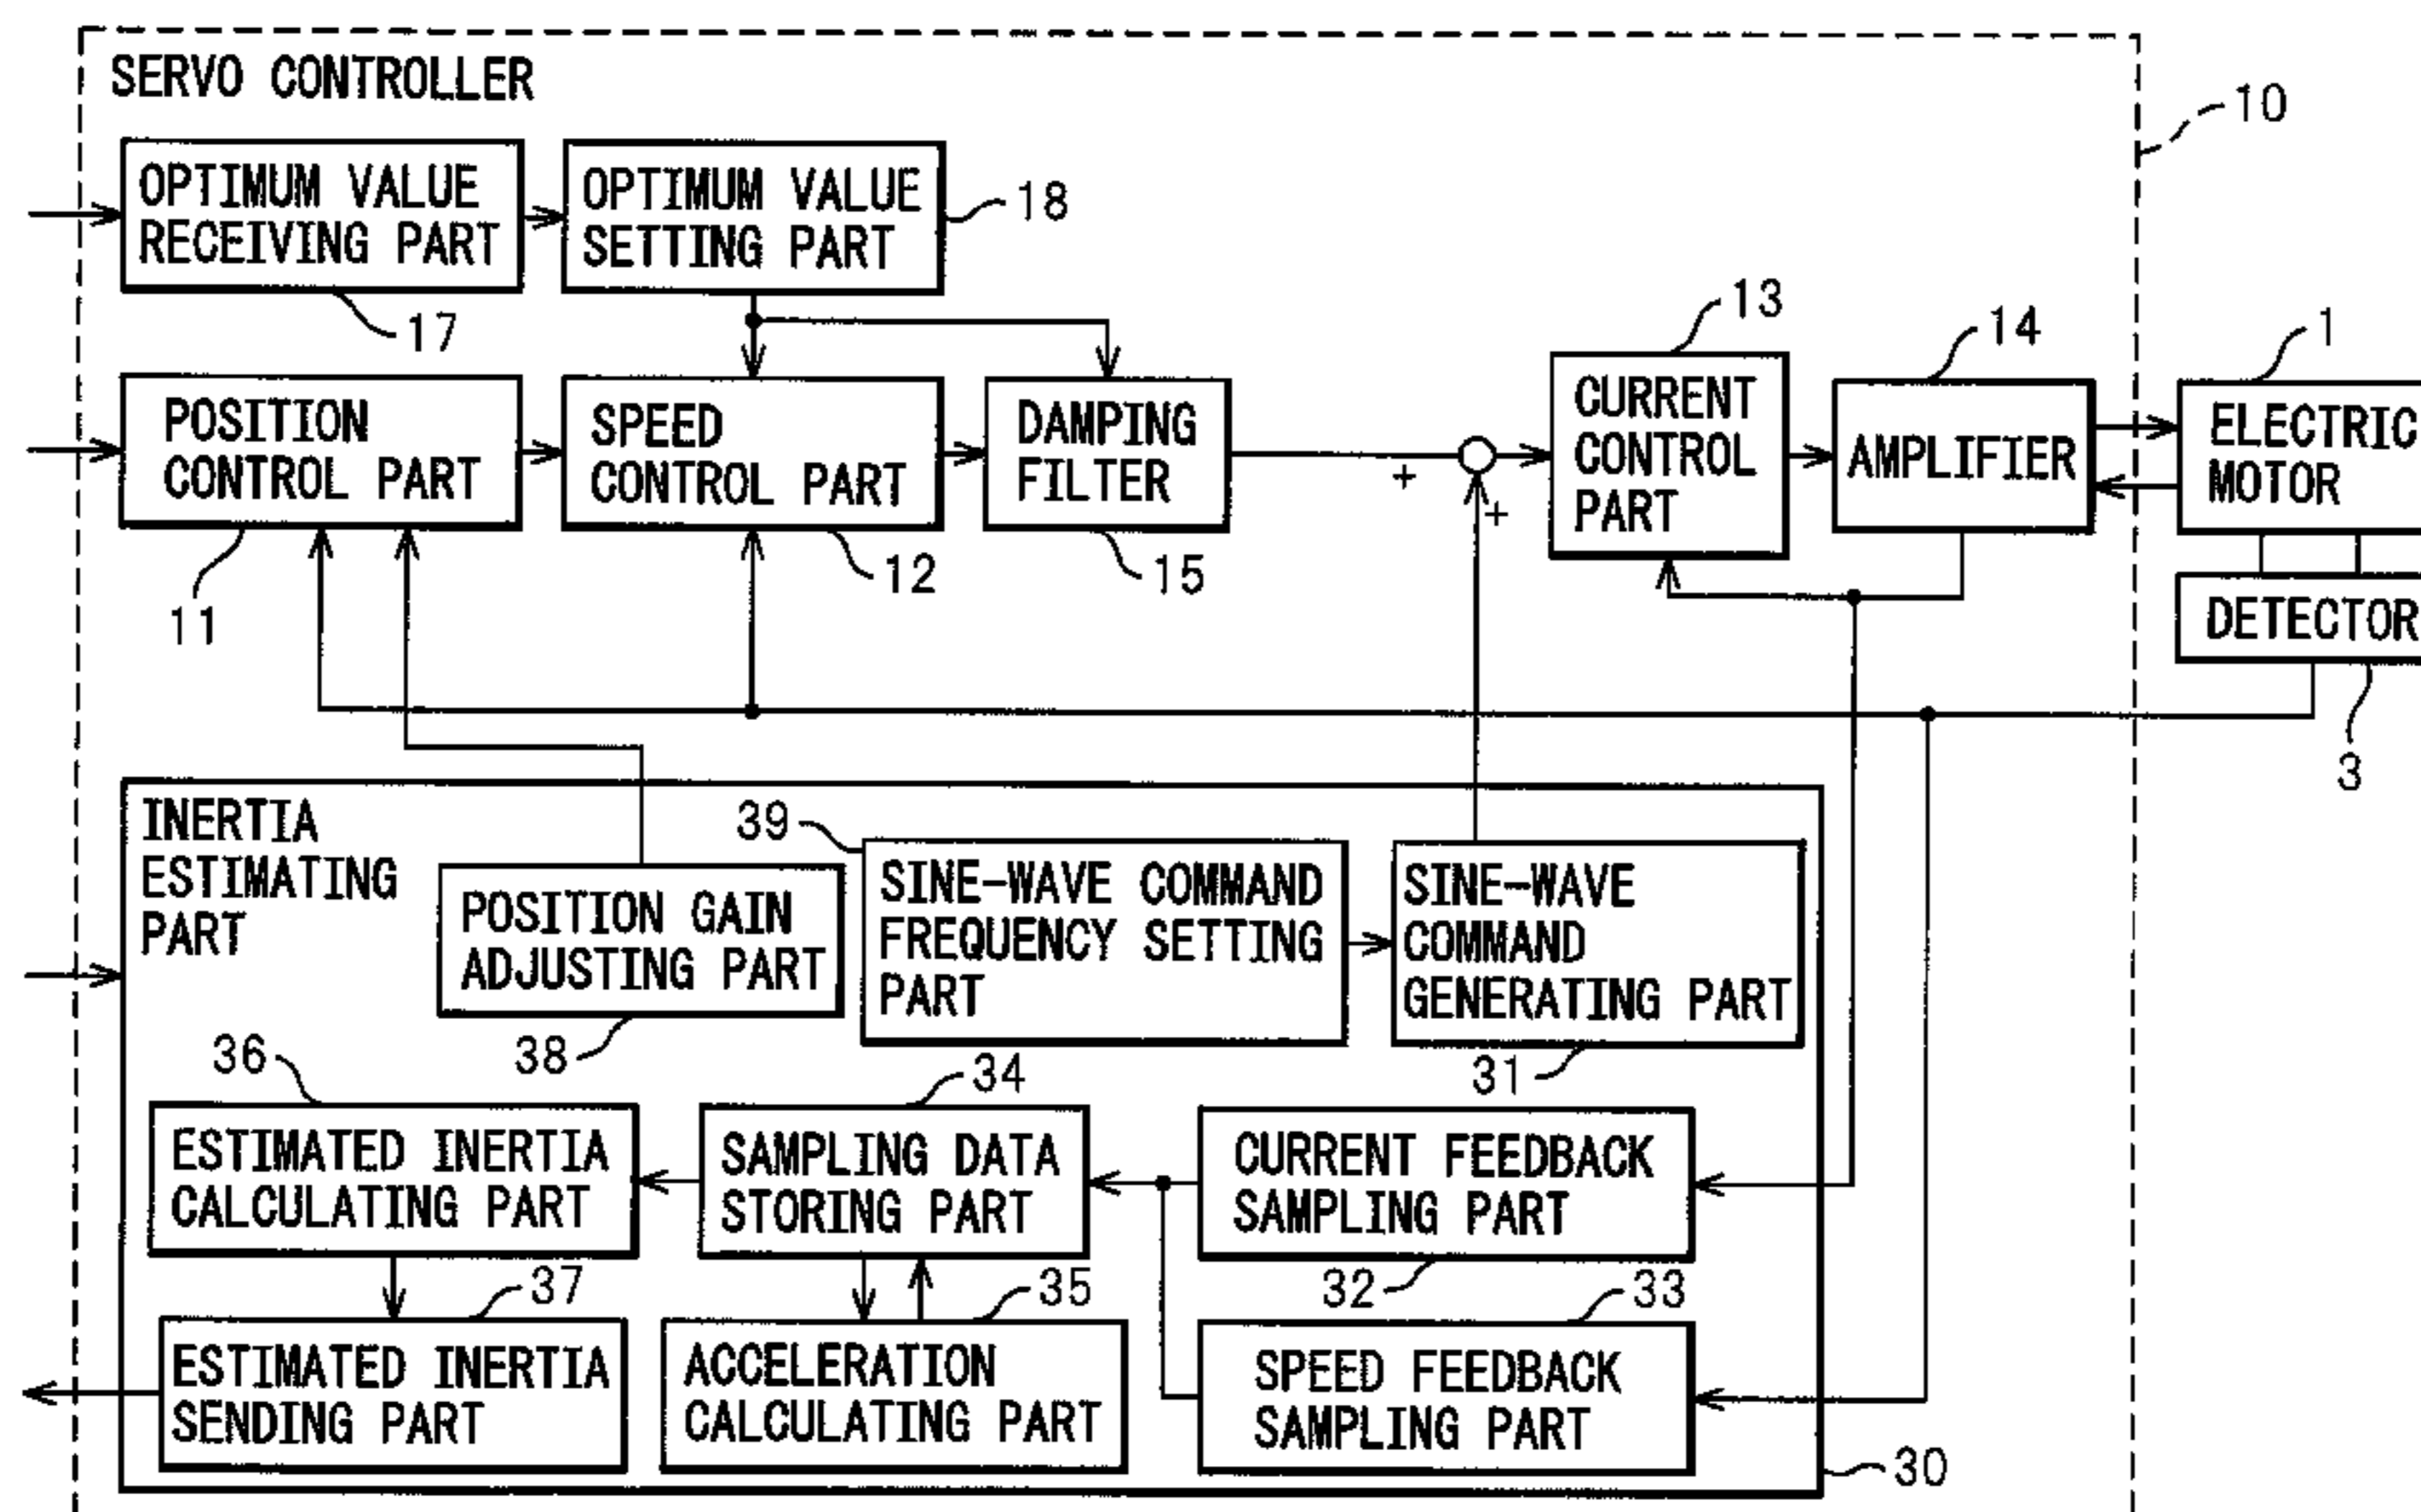 SERVO CONTROLLER
10
OPTIMUM VALUE
RECEIVING PART
17
OPTIMUM VALUE
SETTING PART
18
POSITION
CONTROL PART
11
SPEED
CONTROL PART
12
DAMPING
FILTER
15
+
+
13
CURRENT
CONTROL
PART
14
AMPLIFIER
1
ELECTRIC
MOTOR
DETECTOR
3
INERTIA
ESTIMATING
PART
POSITION GAIN
ADJUSTING PART
38
39
SINE-WAVE COMMAND
FREQUENCY SETTING
PART
SINE-WAVE
COMMAND
GENERATING PART
31
36
ESTIMATED INERTIA
CALCULATING PART
34
SAMPLING DATA
STORING PART
CURRENT FEEDBACK
SAMPLING PART
32
37
ESTIMATED INERTIA
SENDING PART
35
ACCELERATION
CALCULATING PART
33
SPEED FEEDBACK
SAMPLING PART
30